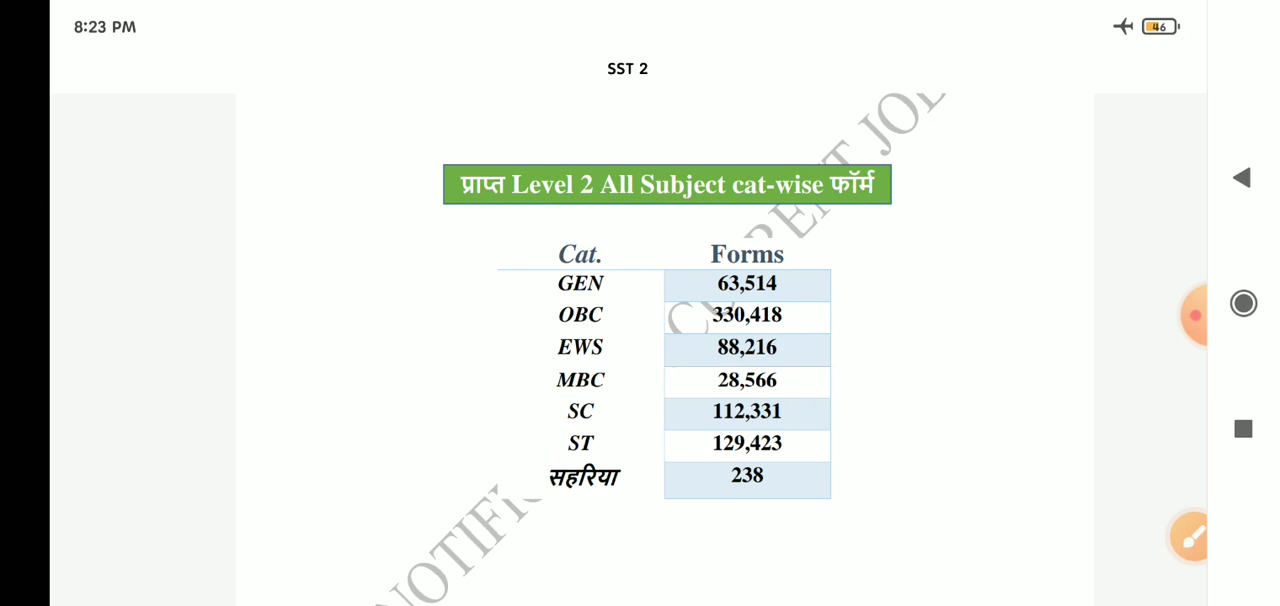 8:23 PM
46
SST 2
प्राप्त Level 2 All Subject cat-wise फॉर्म
Cat. Forms
GEN 63,514
OBC 330,418
EWS 88,216
MBC 28,566
SC 112,331
ST 129,423
सहरिया 238